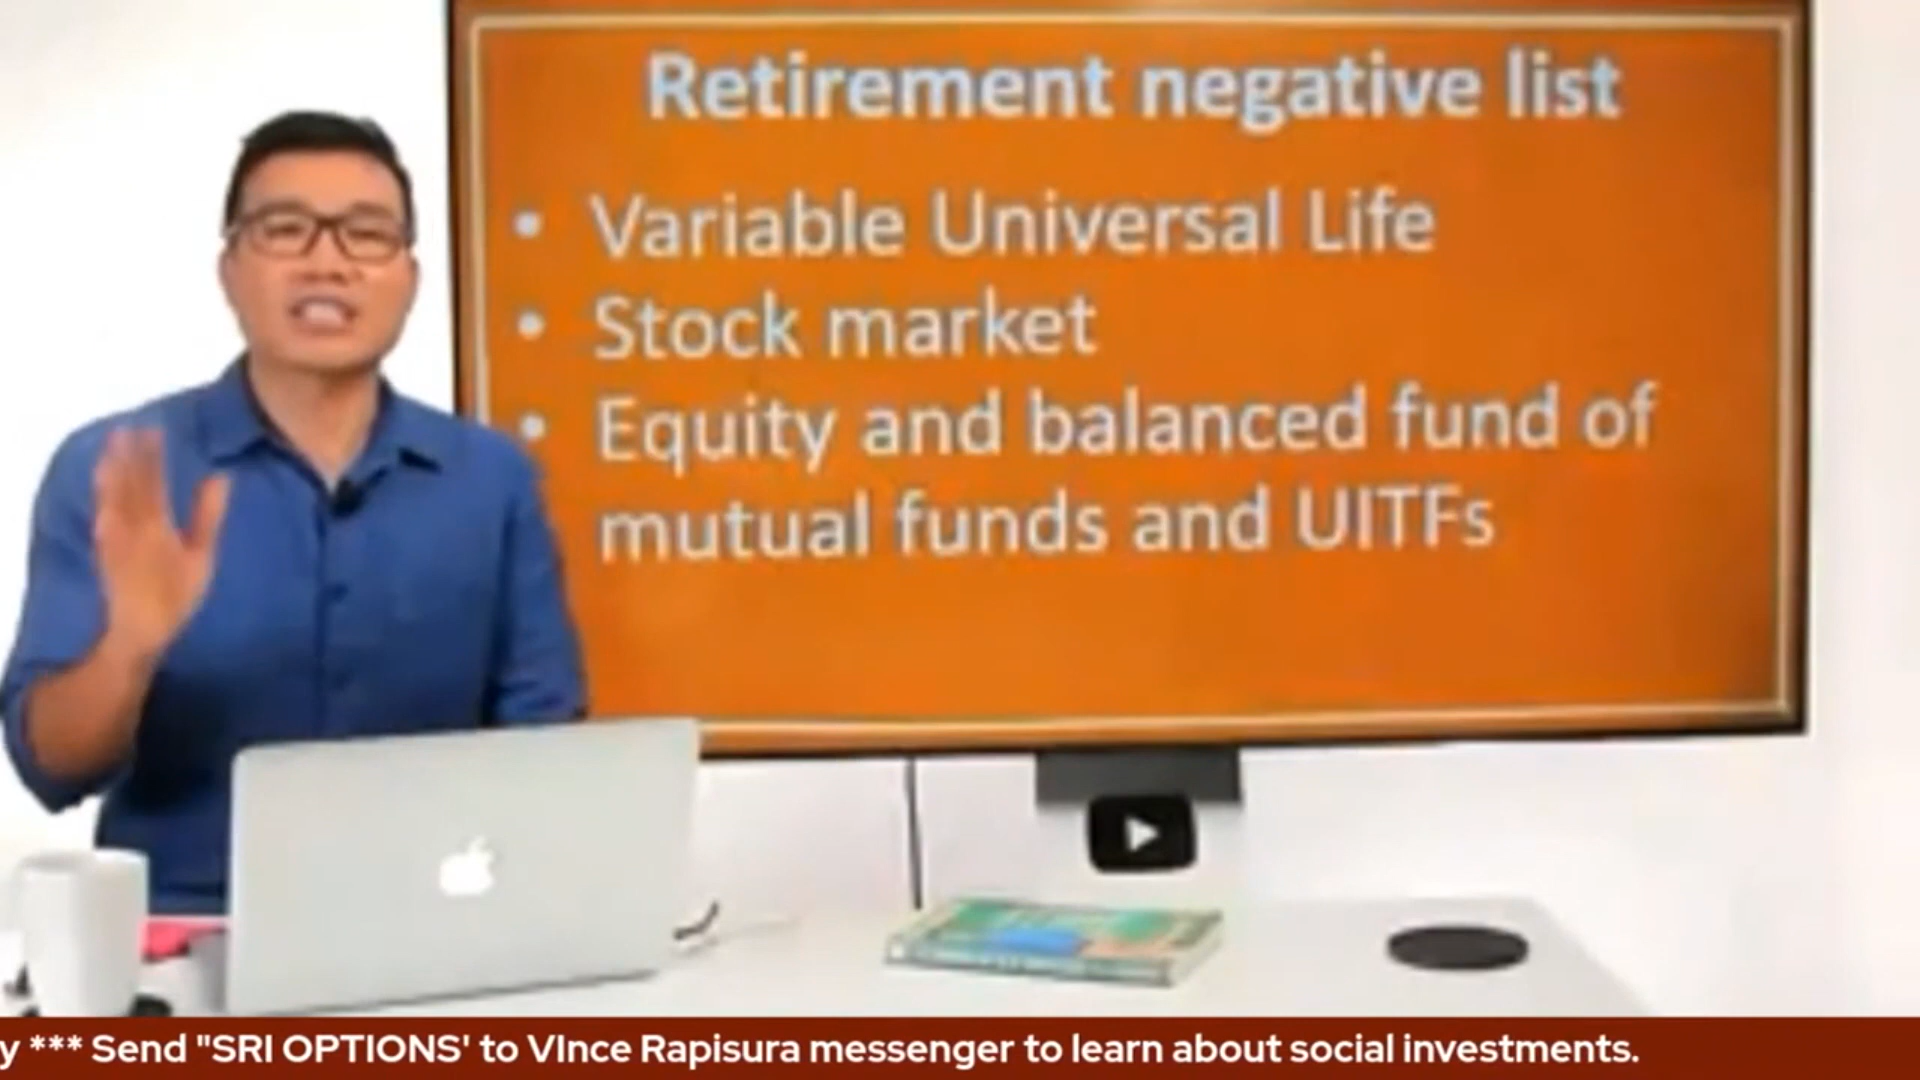 Retirement negative list
• Variable Universal Life
• Stock market
• Equity and balanced fund of
mutual funds and UITFs
y *** Send "SRI OPTIONS' to VInce Rapisura messenger to learn about social investments.